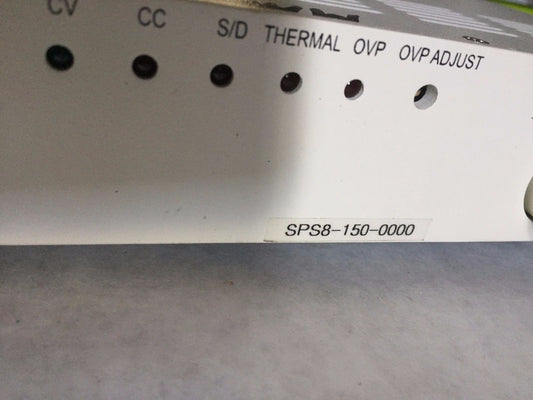 CV CC S/D THERMAL OVP OVP ADJUST
SPS8-150-0000